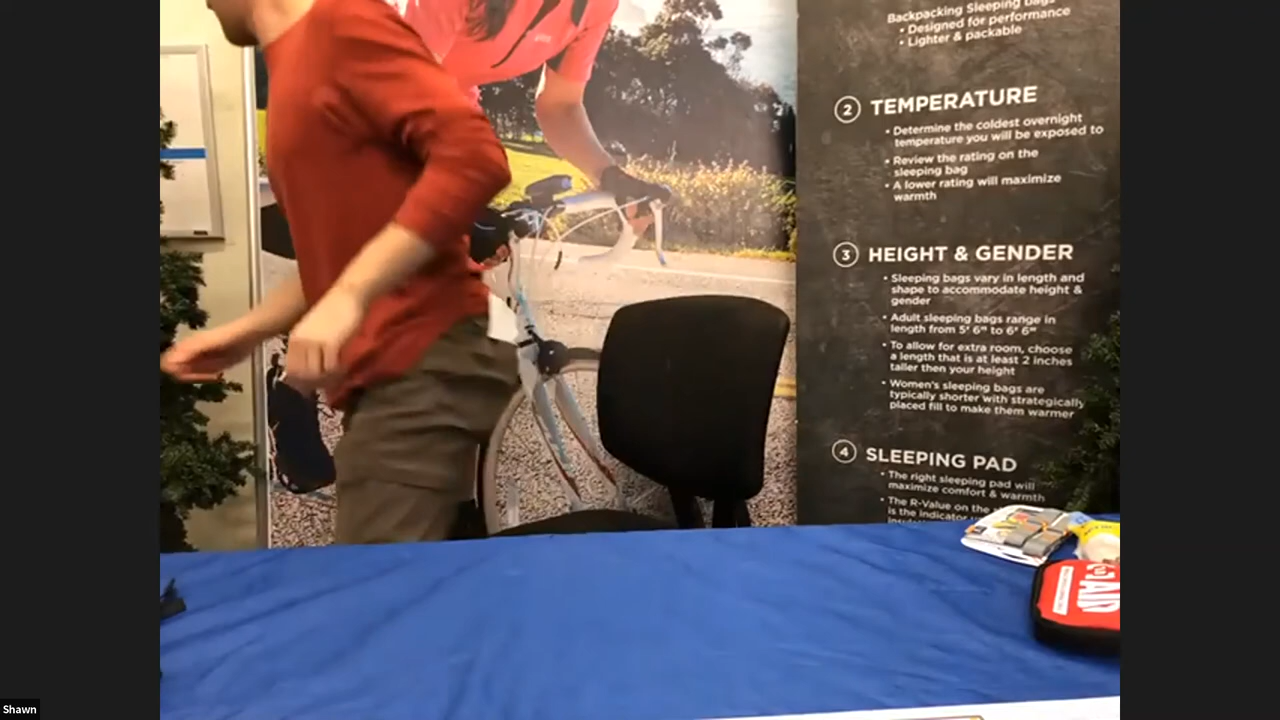 Backpacking Sleeping bags
• Designed for performance
• Lighter & packable
2 TEMPERATURE
• Determine the coldest overnight
temperature you will be exposed to
• Review the rating on the
sleeping bag
• A lower rating will maximize
warmth
3 HEIGHT & GENDER
• Sleeping bags vary in length and
shape to accommodate height &
gender
• Adult sleeping bags range in
length from 5' 6" to 6' 6"
• To allow for extra room, choose
a length that is at least 2 inches
taller then your height
• Women's sleeping bags are
typically shorter with strategically
placed fill to make them warmer
4 SLEEPING PAD
• The right sleeping pad will
maximize comfort & warmth
• The R-Value on the
is the indicator
AID
Shawn